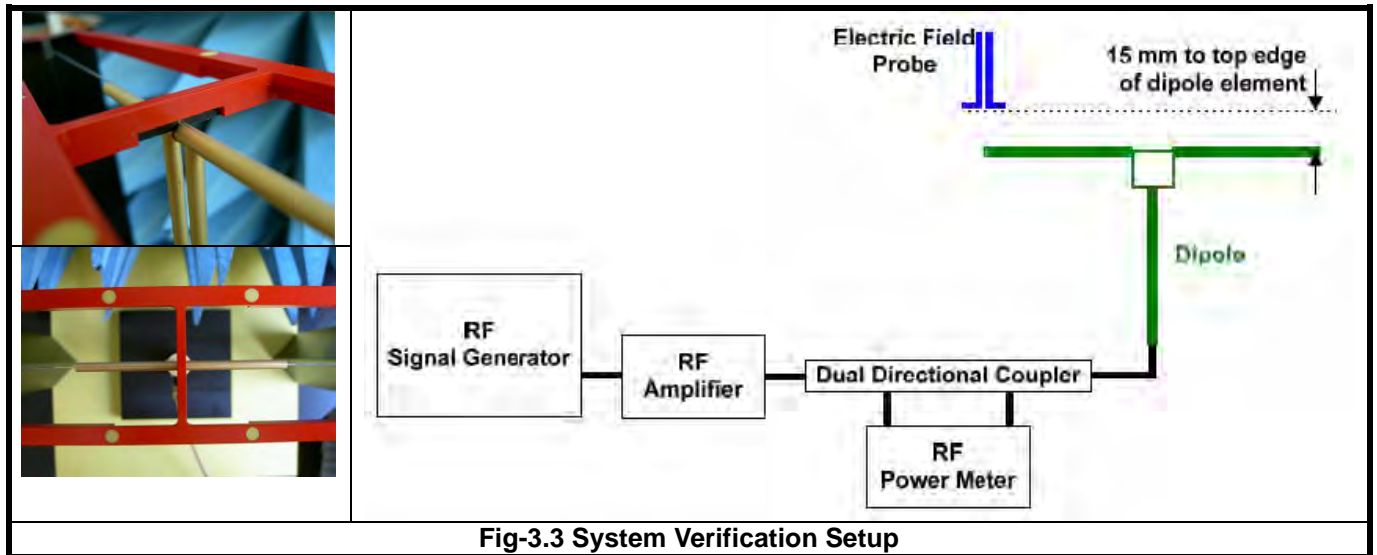 Electric Field
Probe
15 mm to top edge
of dipole element
Dipole
RF
Signal Generator
RF
Amplifier
Dual Directional Coupler
RF
Power Meter
Fig-3.3 System Verification Setup